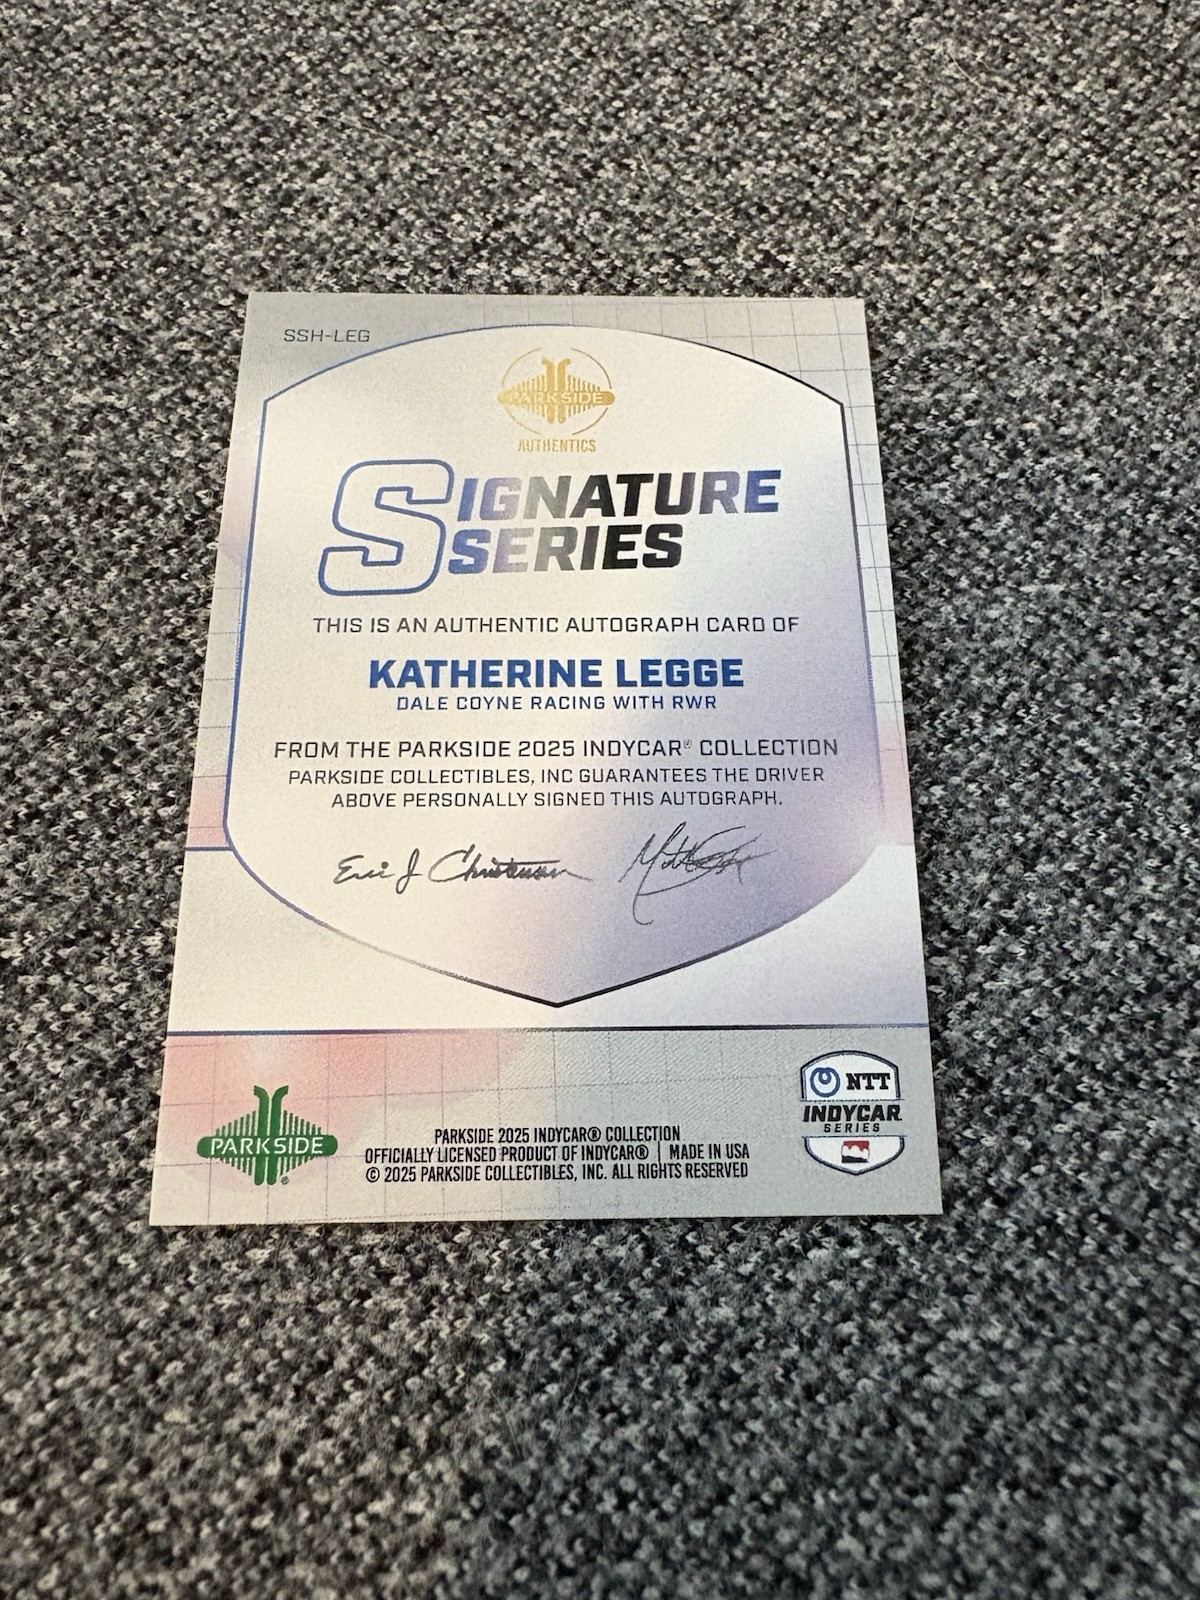 SSH-LEG
PARKSIDE
AUTHENTICS
SIGNATURE
SERIES
THIS IS AN AUTHENTIC AUTOGRAPH CARD OF
KATHERINE LEGGE
DALE COYNE RACING WITH RWR
FROM THE PARKSIDE 2025 INDYCAR® COLLECTION
PARKSIDE COLLECTIBLES, INC GUARANTEES THE DRIVER
ABOVE PERSONALLY SIGNED THIS AUTOGRAPH.
Eric J Christensen
PARKSIDE®
PARKSIDE 2025 INDYCAR® COLLECTION
OFFICIALLY LICENSED PRODUCT OF INDYCAR® | MADE IN USA
© 2025 PARKSIDE COLLECTIBLES, INC. ALL RIGHTS RESERVED
NTT
INDYCAR
SERIES